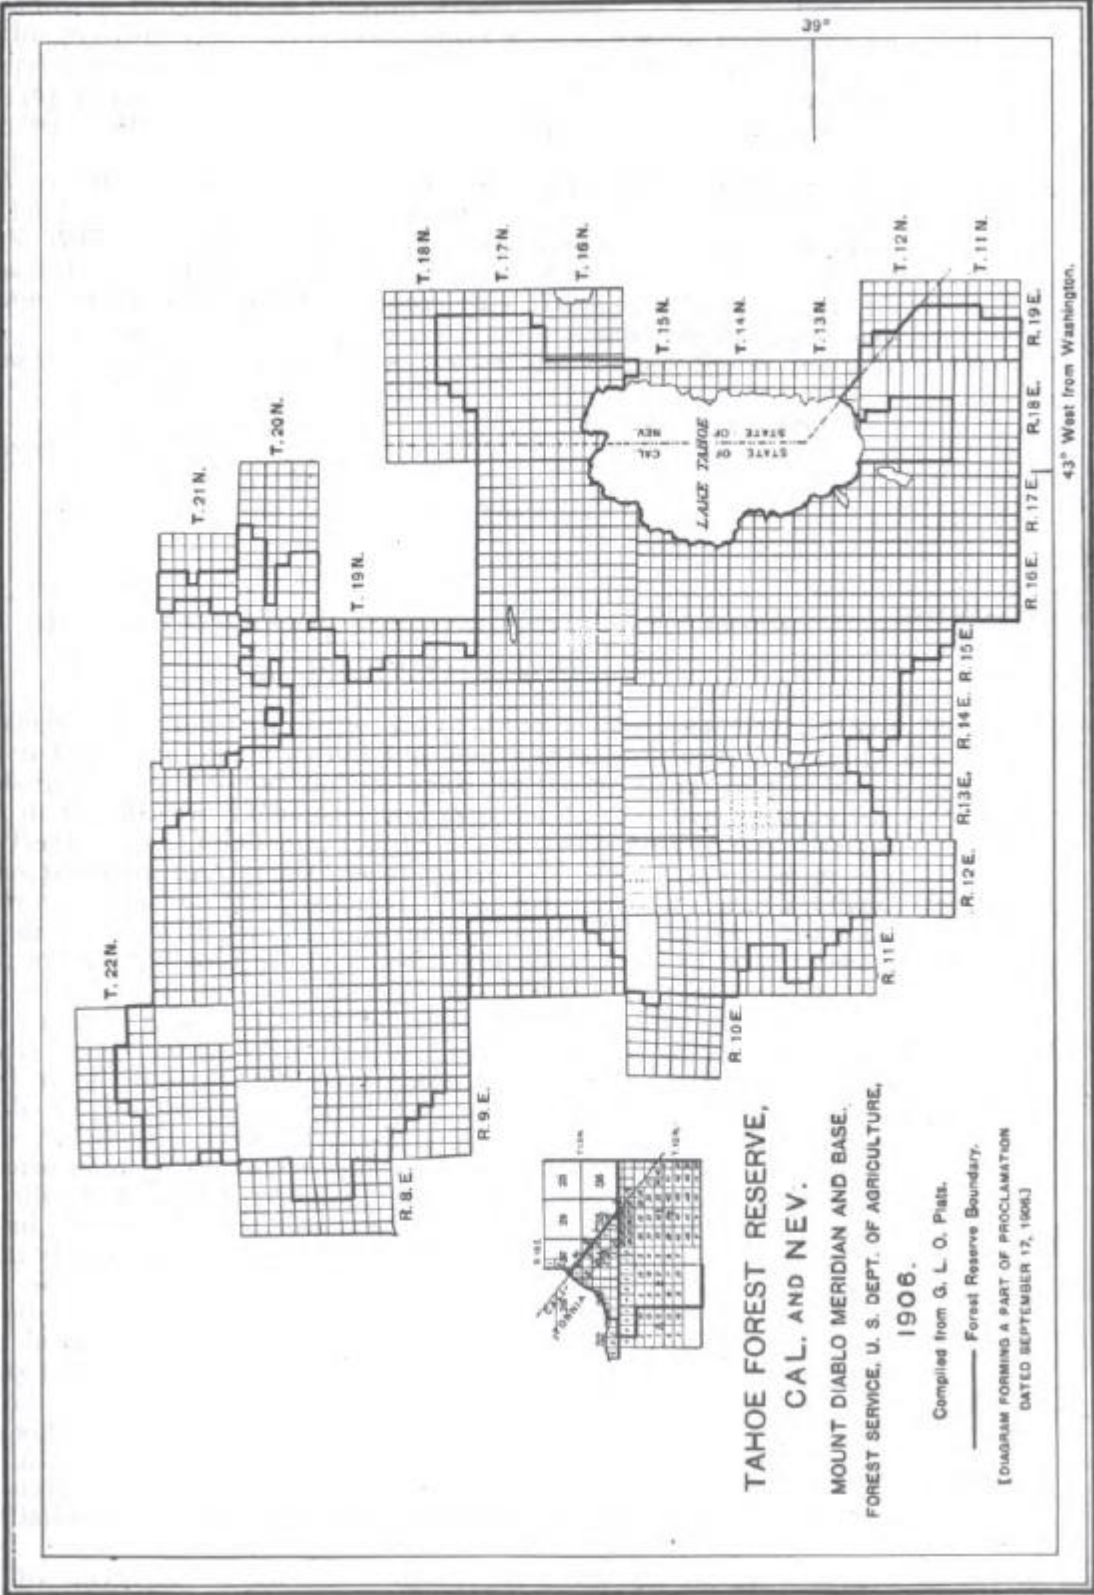 TAHOE FOREST RESERVE,
CAL. AND NEV.
MOUNT DIABLO MERIDIAN AND BASE.
FOREST SERVICE, U. S. DEPT. OF AGRICULTURE,
1906.
Compiled from G. L. O. Plats.
Forest Reserve Boundary.
[DIAGRAM FORMING A PART OF PROCLAMATION
DATED SEPTEMBER 17, 1906.]
T. 22 N.
T. 21 N.
T. 20 N.
T. 19 N.
T. 18 N.
T. 17 N.
T. 16 N.
T. 15 N.
T. 14 N.
T. 13 N.
T. 12 N.
T. 11 N.
R. 8 E.
R. 9 E.
R. 10 E.
R. 11 E.
R. 12 E.
R. 13 E.
R. 14 E.
R. 15 E.
R. 16 E.
R. 17 E.
R. 18 E.
R. 19 E.
LAKE TAHOE
STATE OF CAL.
STATE OF NEV.
39°
43° West from Washington.